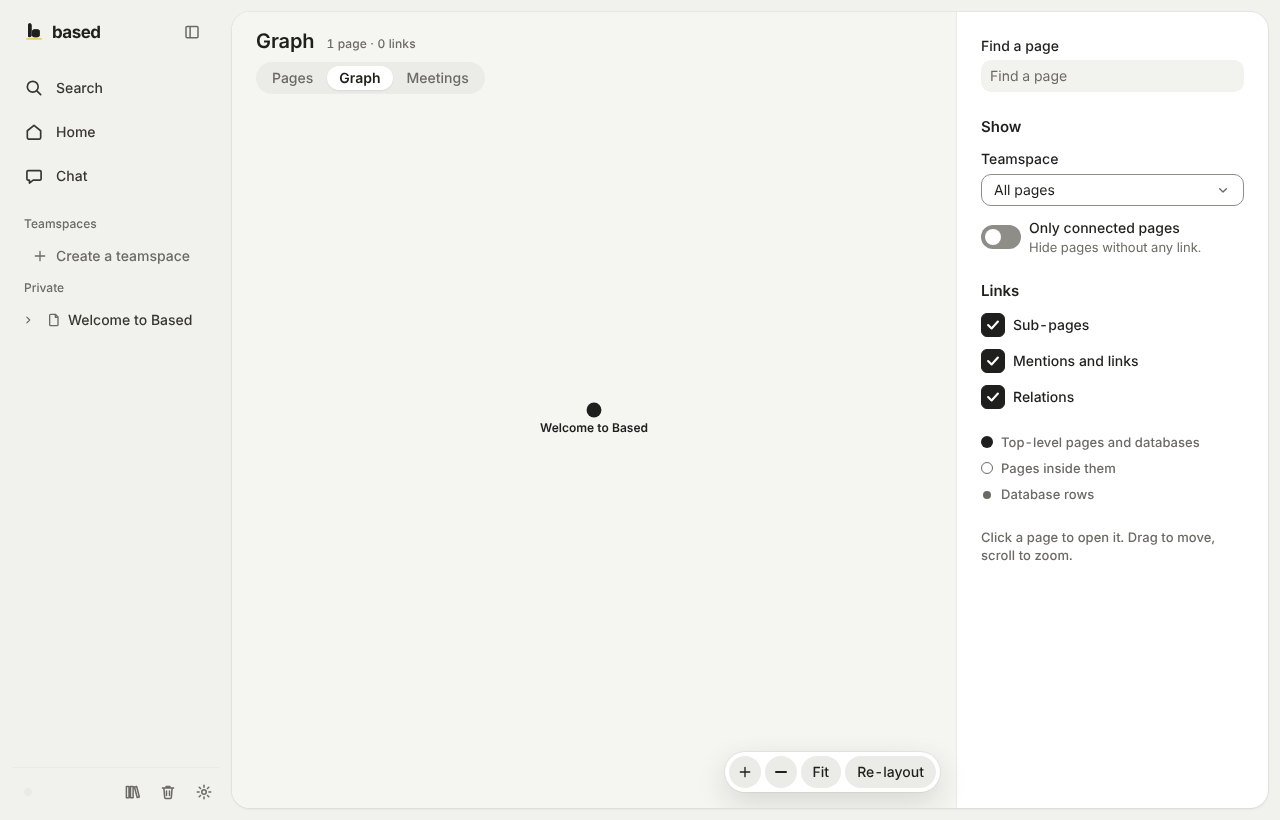 based
Search
Home
Chat
Teamspaces
Create a teamspace
Private
Welcome to Based
Graph
1 page · 0 links
Pages
Graph
Meetings
Welcome to Based
+
−
Fit
Re-layout
Find a page
Find a page
Show
Teamspace
All pages
Only connected pages
Hide pages without any link.
Links
Sub-pages
Mentions and links
Relations
Top-level pages and databases
Pages inside them
Database rows
Click a page to open it. Drag to move,
scroll to zoom.